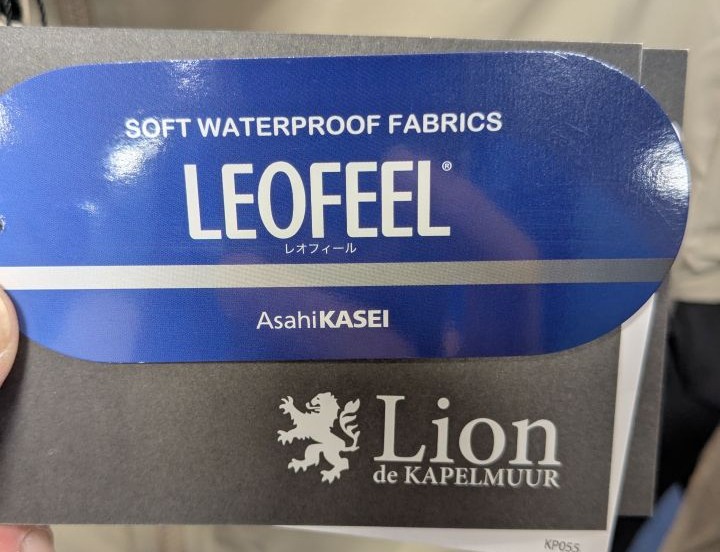 SOFT WATERPROOF FABRICS
LEOFEEL®
レオフィール
AsahiKASEI
Lion
de KAPELMUUR
KP055